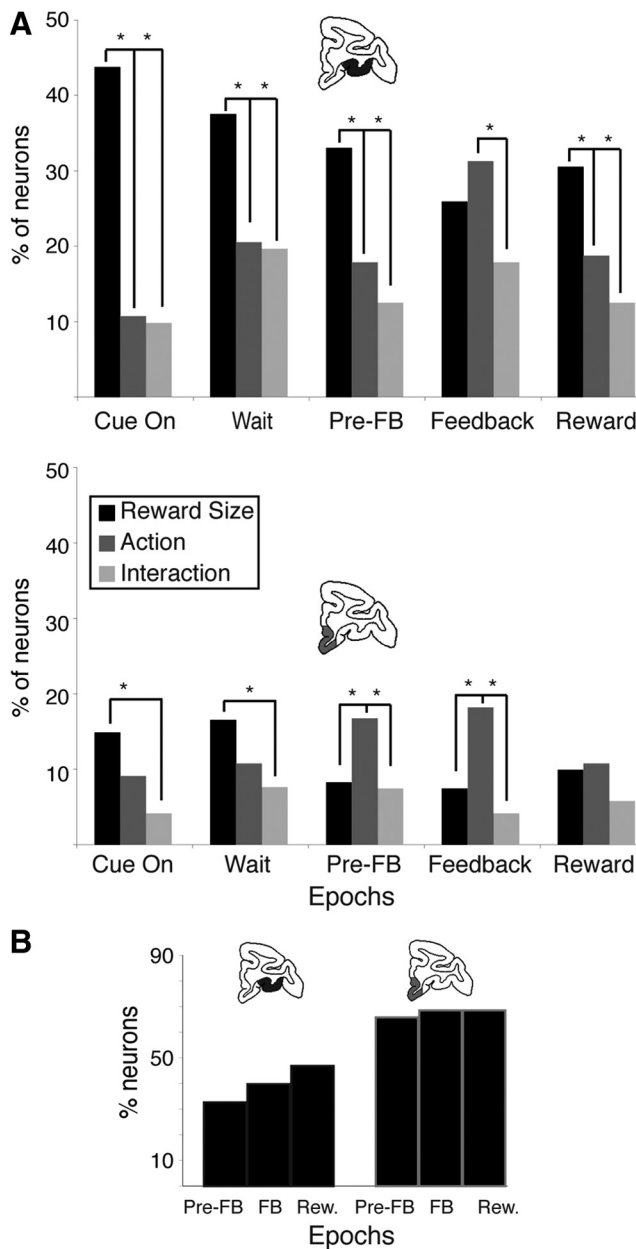 A
50
40
30
20
10
% of neurons
* *
* *
* *
*
* *
Cue On Wait Pre-FB Feedback Reward
50
40
30
20
10
% of neurons
Reward Size
Action
Interaction
*
*
* *
* *
Cue On Wait Pre-FB Feedback Reward
Epochs
B
90
50
10
% neurons
Pre-FB FB Rew. Pre-FB FB Rew.
Epochs